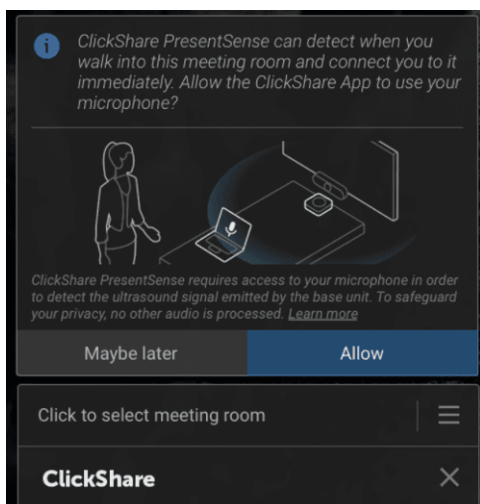 ClickShare PresentSense can detect when you
walk into this meeting room and connect you to it
immediately. Allow the ClickShare App to use your
microphone?
ClickShare PresentSense requires access to your microphone in order
to detect the ultrasound signal emitted by the base unit. To safeguard
your privacy, no other audio is processed. Learn more
Maybe later
Allow
Click to select meeting room
ClickShare